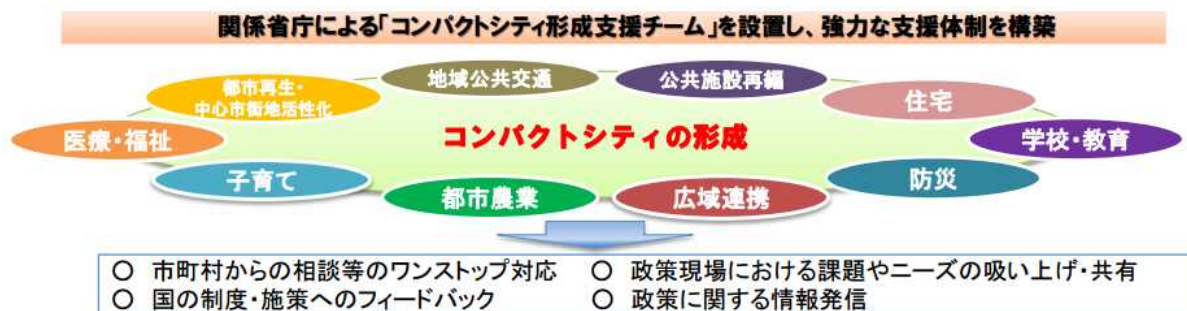 関係省庁による「コンパクトシティ形成支援チーム」を設置し、強力な支援体制を構築
都市再生・
中心市街地活性化
地域公共交通
公共施設再編
住宅
医療・福祉
コンパクトシティの形成
学校・教育
子育て
都市農業
広域連携
防災
○ 市町村からの相談等のワンストップ対応
○ 政策現場における課題やニーズの吸い上げ・共有
○ 国の制度・施策へのフィードバック
○ 政策に関する情報発信